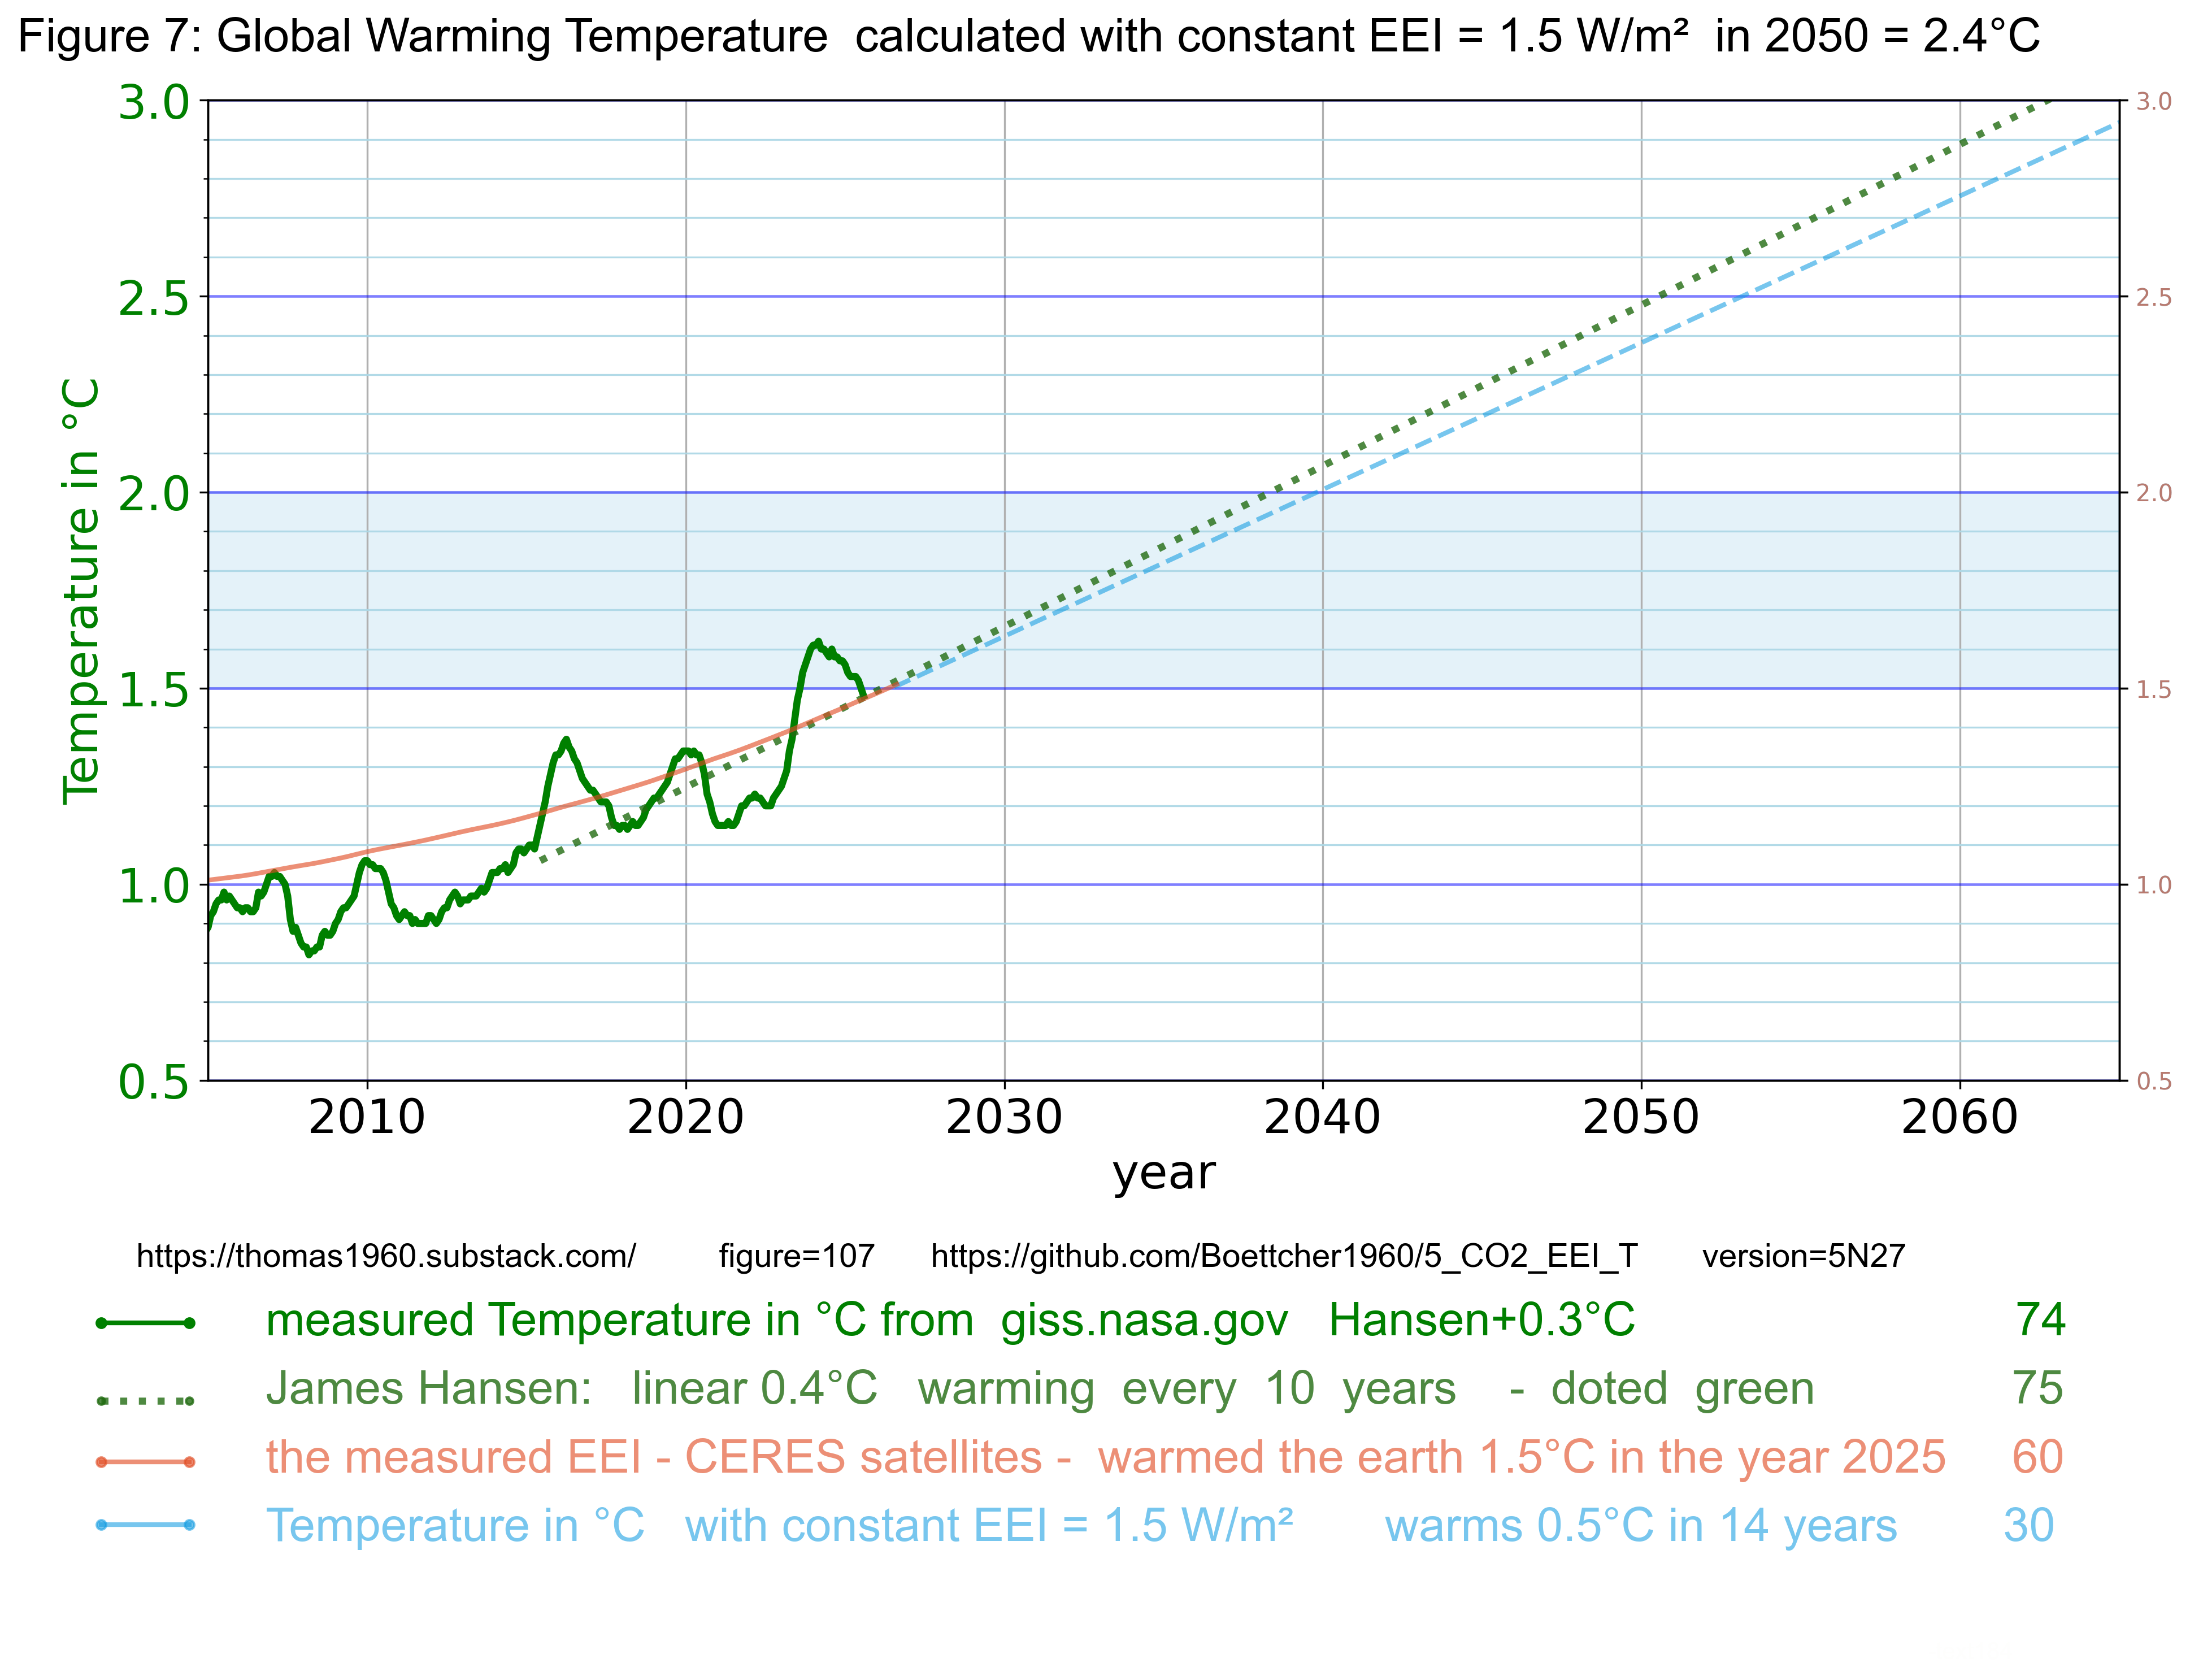 Figure 7: Global Warming Temperature  calculated with constant EEI = 1.5 W/m²  in 2050 = 2.4°C
3.0
2.5
2.0
1.5
1.0
0.5
Temperature in °C
3.0
2.5
2.0
1.5
1.0
0.5
2010 2020 2030 2040 2050 2060
year
https://thomas1960.substack.com/ figure=107 https://github.com/Boettcher1960/5_CO2_EEI_T version=5N27
measured Temperature in °C from giss.nasa.gov Hansen+0.3°C 74
James Hansen: linear 0.4°C warming every 10 years - doted green 75
the measured EEI - CERES satellites - warmed the earth 1.5°C in the year 2025 60
Temperature in °C with constant EEI = 1.5 W/m² warms 0.5°C in 14 years 30